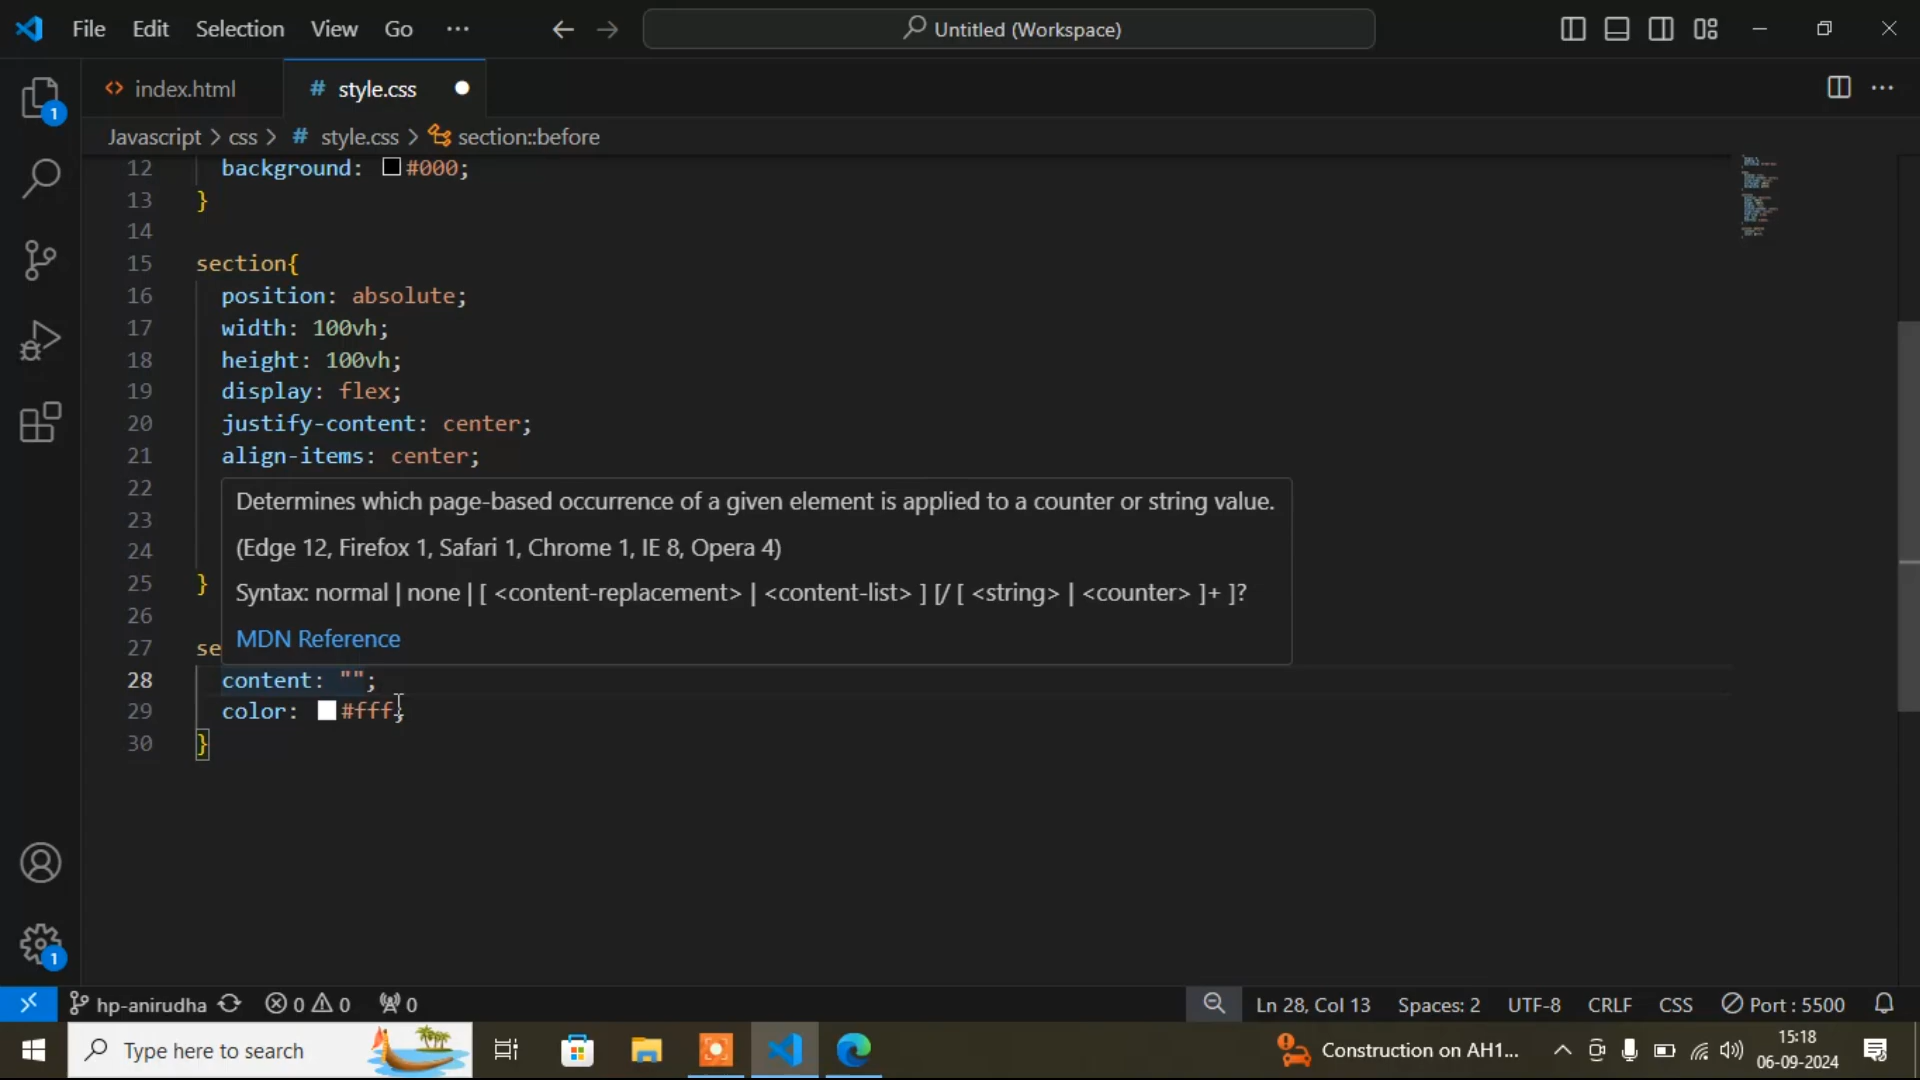 File Edit Selection View Go ···
Untitled (Workspace)
<> index.html
# style.css
Javascript > css > # style.css > section::before
12 background: #000;
13 }
14
15 section{
16 position: absolute;
17 width: 100vh;
18 height: 100vh;
19 display: flex;
20 justify-content: center;
21 align-items: center;
22
23
24
25 }
26
27 se
28 content: "";
29 color: #fff;
30 }
Determines which page-based occurrence of a given element is applied to a counter or string value.
(Edge 12, Firefox 1, Safari 1, Chrome 1, IE 8, Opera 4)
Syntax: normal | none | [ <content-replacement> | <content-list> ] [/ [ <string> | <counter> ]+ ]?
MDN Reference
1
1
hp-anirudha 0 0 0
Ln 28, Col 13 Spaces: 2 UTF-8 CRLF CSS Port : 5500
Type here to search
Construction on AH1...
15:18
06-09-2024